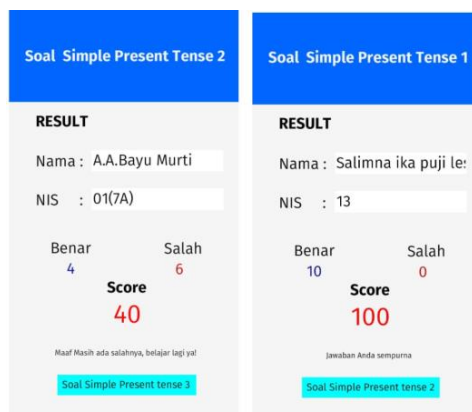 Soal Simple Present Tense 2
RESULT
Nama : A.A.Bayu Murti
NIS : 01(7A)
Benar Salah
4 6
Score
40
Maaf Masih ada salahnya, belajar lagi ya!
Soal Simple Present tense 3
Soal Simple Present Tense 1
RESULT
Nama : Salimna ika puji les
NIS : 13
Benar Salah
10 0
Score
100
Jawaban Anda sempurna
Soal Simple Present tense 2